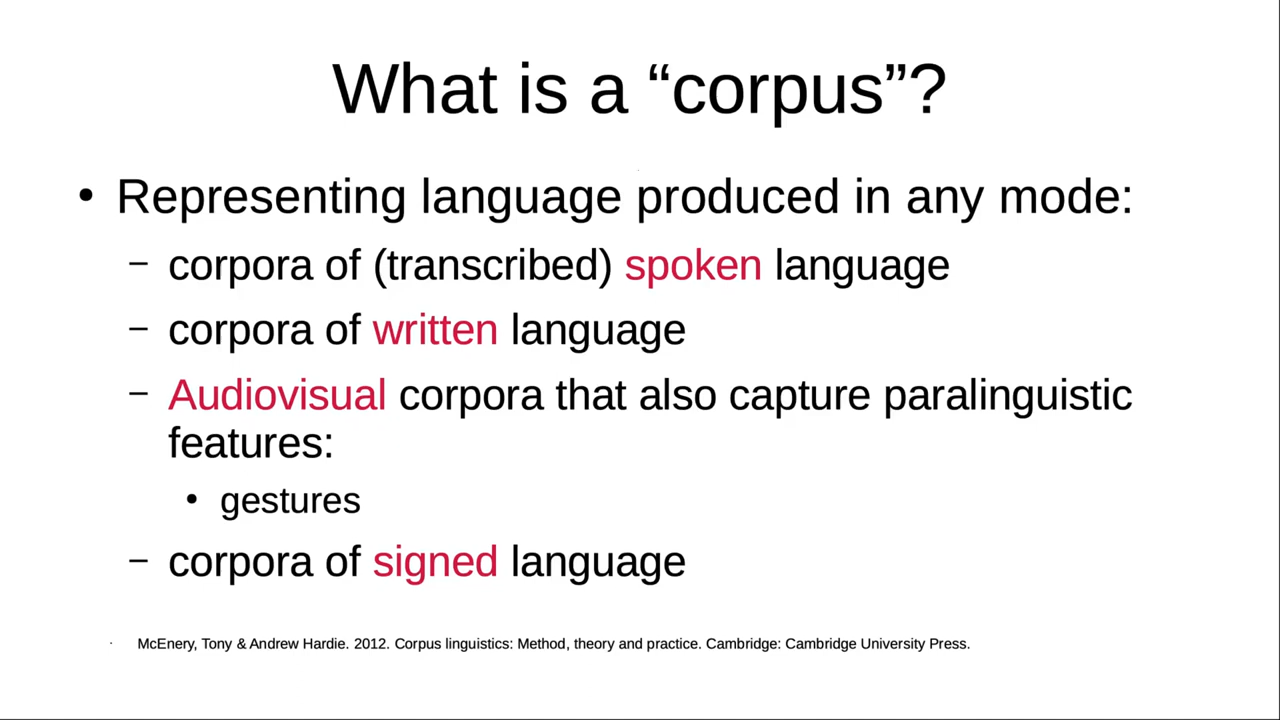 What is a “corpus”?
• Representing language produced in any mode:
– corpora of (transcribed) spoken language
– corpora of written language
– Audiovisual corpora that also capture paralinguistic
features:
• gestures
– corpora of signed language
· McEnery, Tony & Andrew Hardie. 2012. Corpus linguistics: Method, theory and practice. Cambridge: Cambridge University Press.